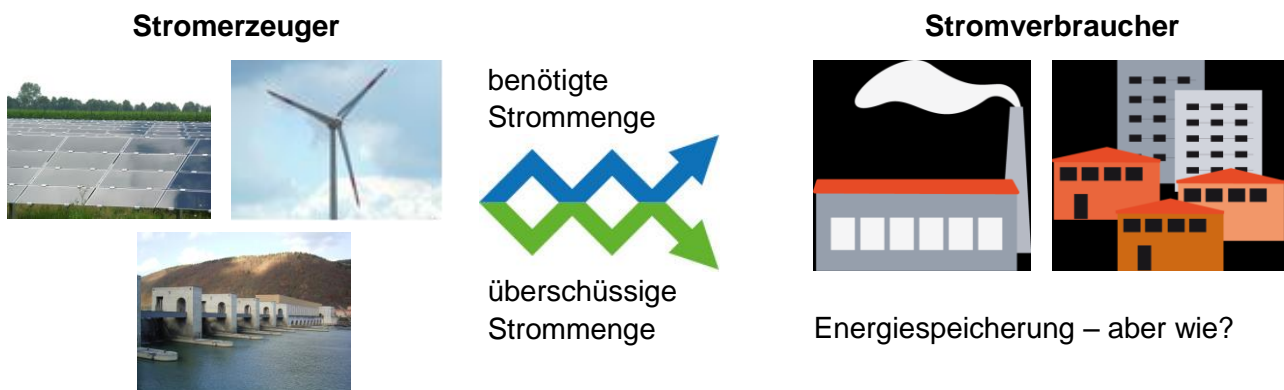 Stromerzeuger
Stromverbraucher
benötigte
Strommenge
überschüssige
Strommenge
Energiespeicherung – aber wie?